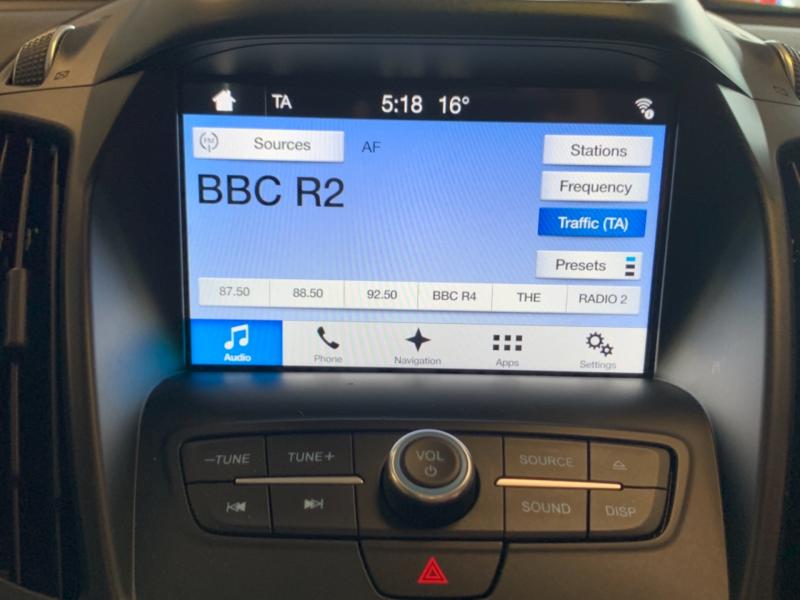 TA 5:18 16°
FM Sources AF Stations
BBC R2 Frequency
Traffic (TA)
Presets
87.50 88.50 92.50 BBC R4 THE RADIO 2
Audio Phone Navigation Apps Settings
−TUNE TUNE+ VOL SOURCE
SOUND DISP